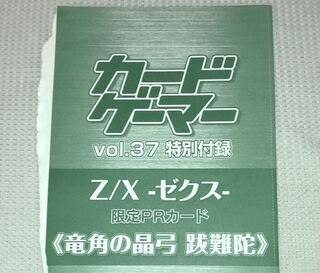 カード
ゲーマー
vol.37 特別付録
Z/X -ゼクス-
限定PRカード
《竜角の晶弓 跋難陀》